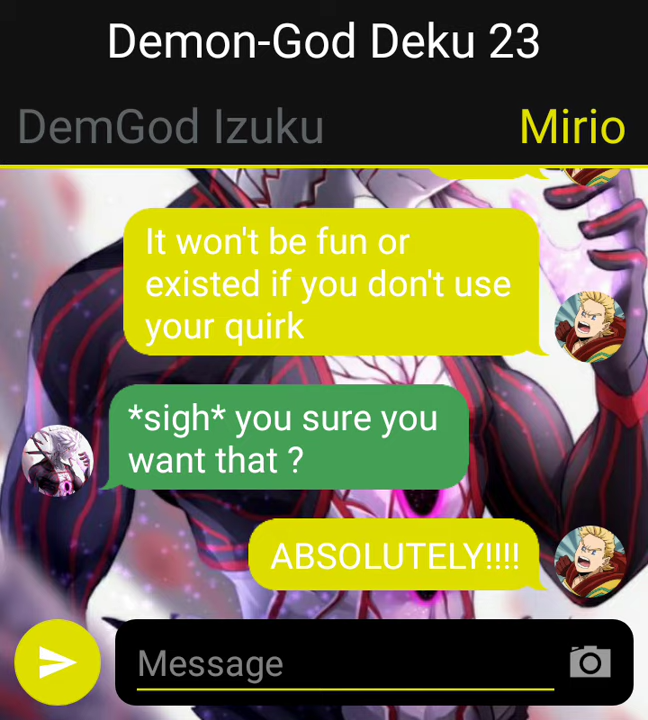 Demon-God Deku 23
DemGod Izuku Mirio
It won't be fun or
existed if you don't use
your quirk
*sigh* you sure you
want that ?
ABSOLUTELY!!!!
Message